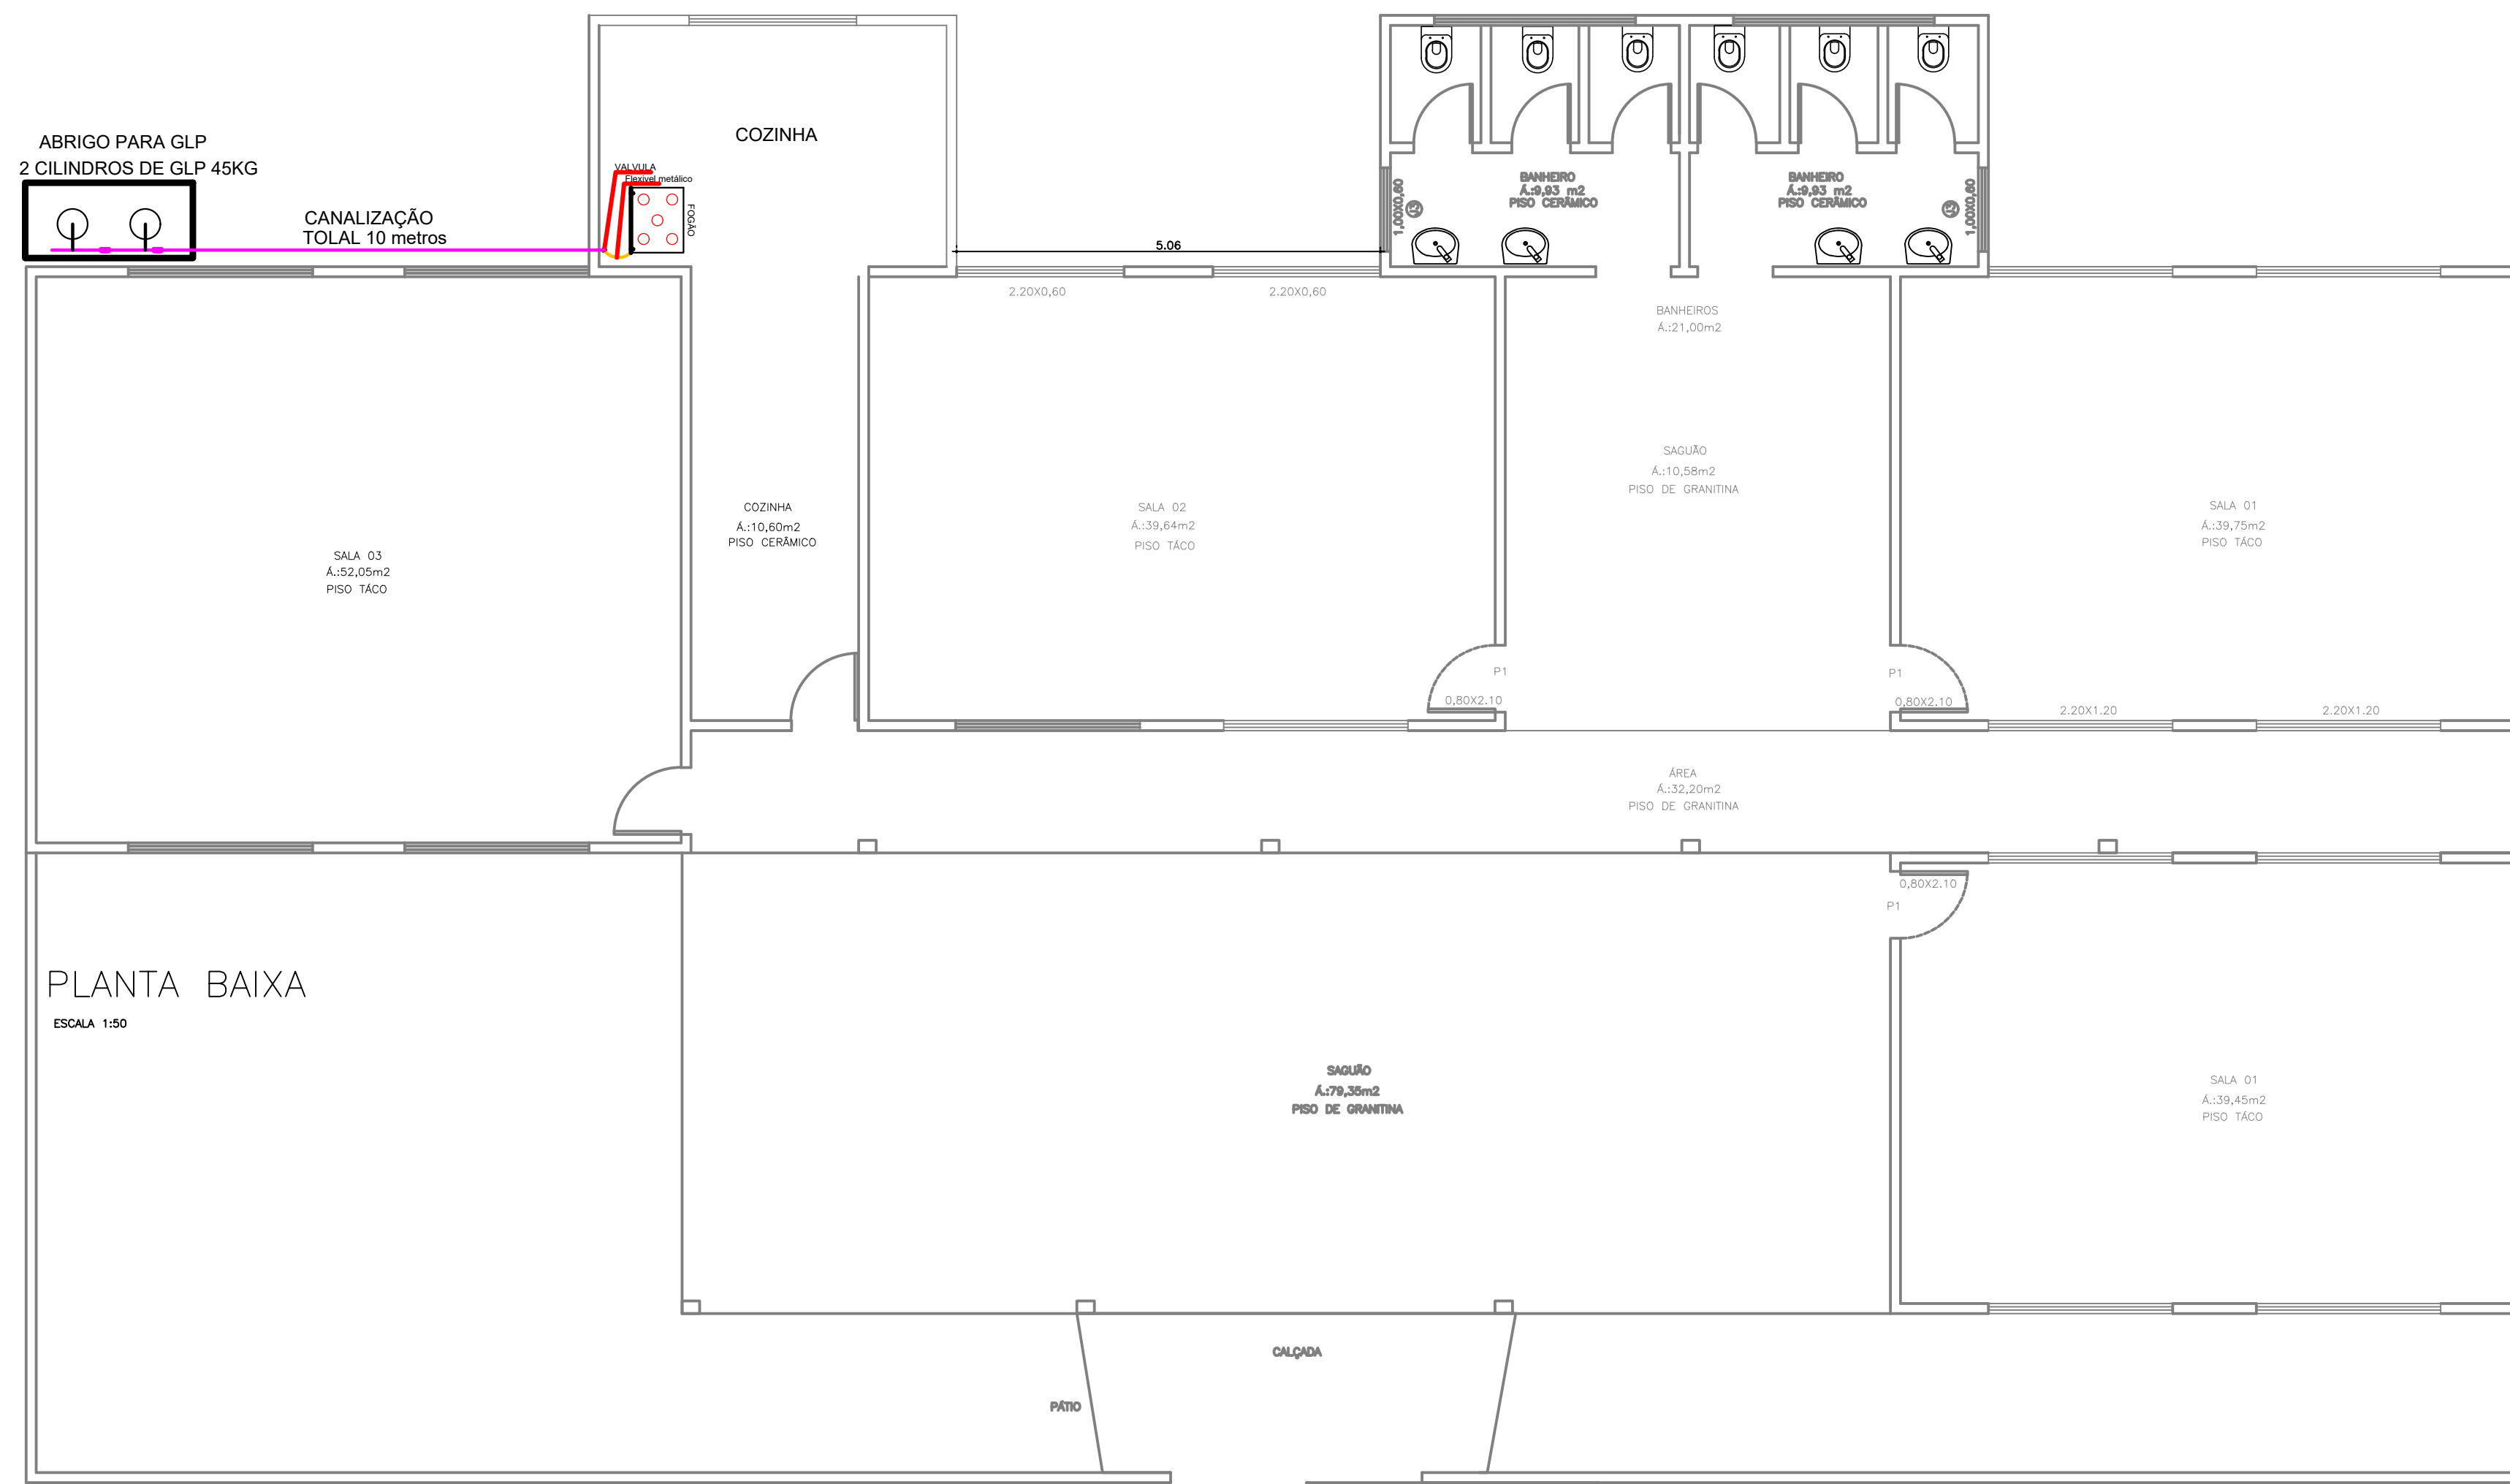 ABRIGO PARA GLP
2 CILINDROS DE GLP 45KG
CANALIZAÇÃO
TOLAL 10 metros
COZINHA
VALVULA
Flexivel metálico
FOGÃO
5.06
BANHEIRO
Á.:9,93 m2
PISO CERÂMICO
1,00X0,60
BANHEIRO
Á.:9,93 m2
PISO CERÂMICO
1,00X0,60
2.20X0,60
2.20X0,60
BANHEIROS
Á.:21,00m2
SAGUÃO
Á.:10,58m2
PISO DE GRANITINA
COZINHA
Á.:10,60m2
PISO CERÂMICO
SALA 02
Á.:39,64m2
PISO TÁCO
SALA 01
Á.:39,75m2
PISO TÁCO
SALA 03
Á.:52,05m2
PISO TÁCO
P1
0,80X2.10
P1
0,80X2.10
2.20X1.20
2.20X1.20
ÁREA
Á.:32,20m2
PISO DE GRANITINA
0,80X2.10
P1
PLANTA BAIXA
ESCALA 1:50
SAGUÃO
Á.:79,35m2
PISO DE GRANITINA
SALA 01
Á.:39,45m2
PISO TÁCO
CALÇADA
PÁTIO